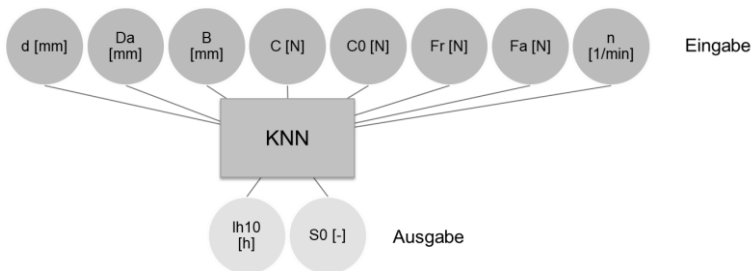 d [mm]
Da
[mm]
B
[mm]
C [N]
C0 [N]
Fr [N]
Fa [N]
n
[1/min]
Eingabe
KNN
lh10
[h]
S0 [-]
Ausgabe